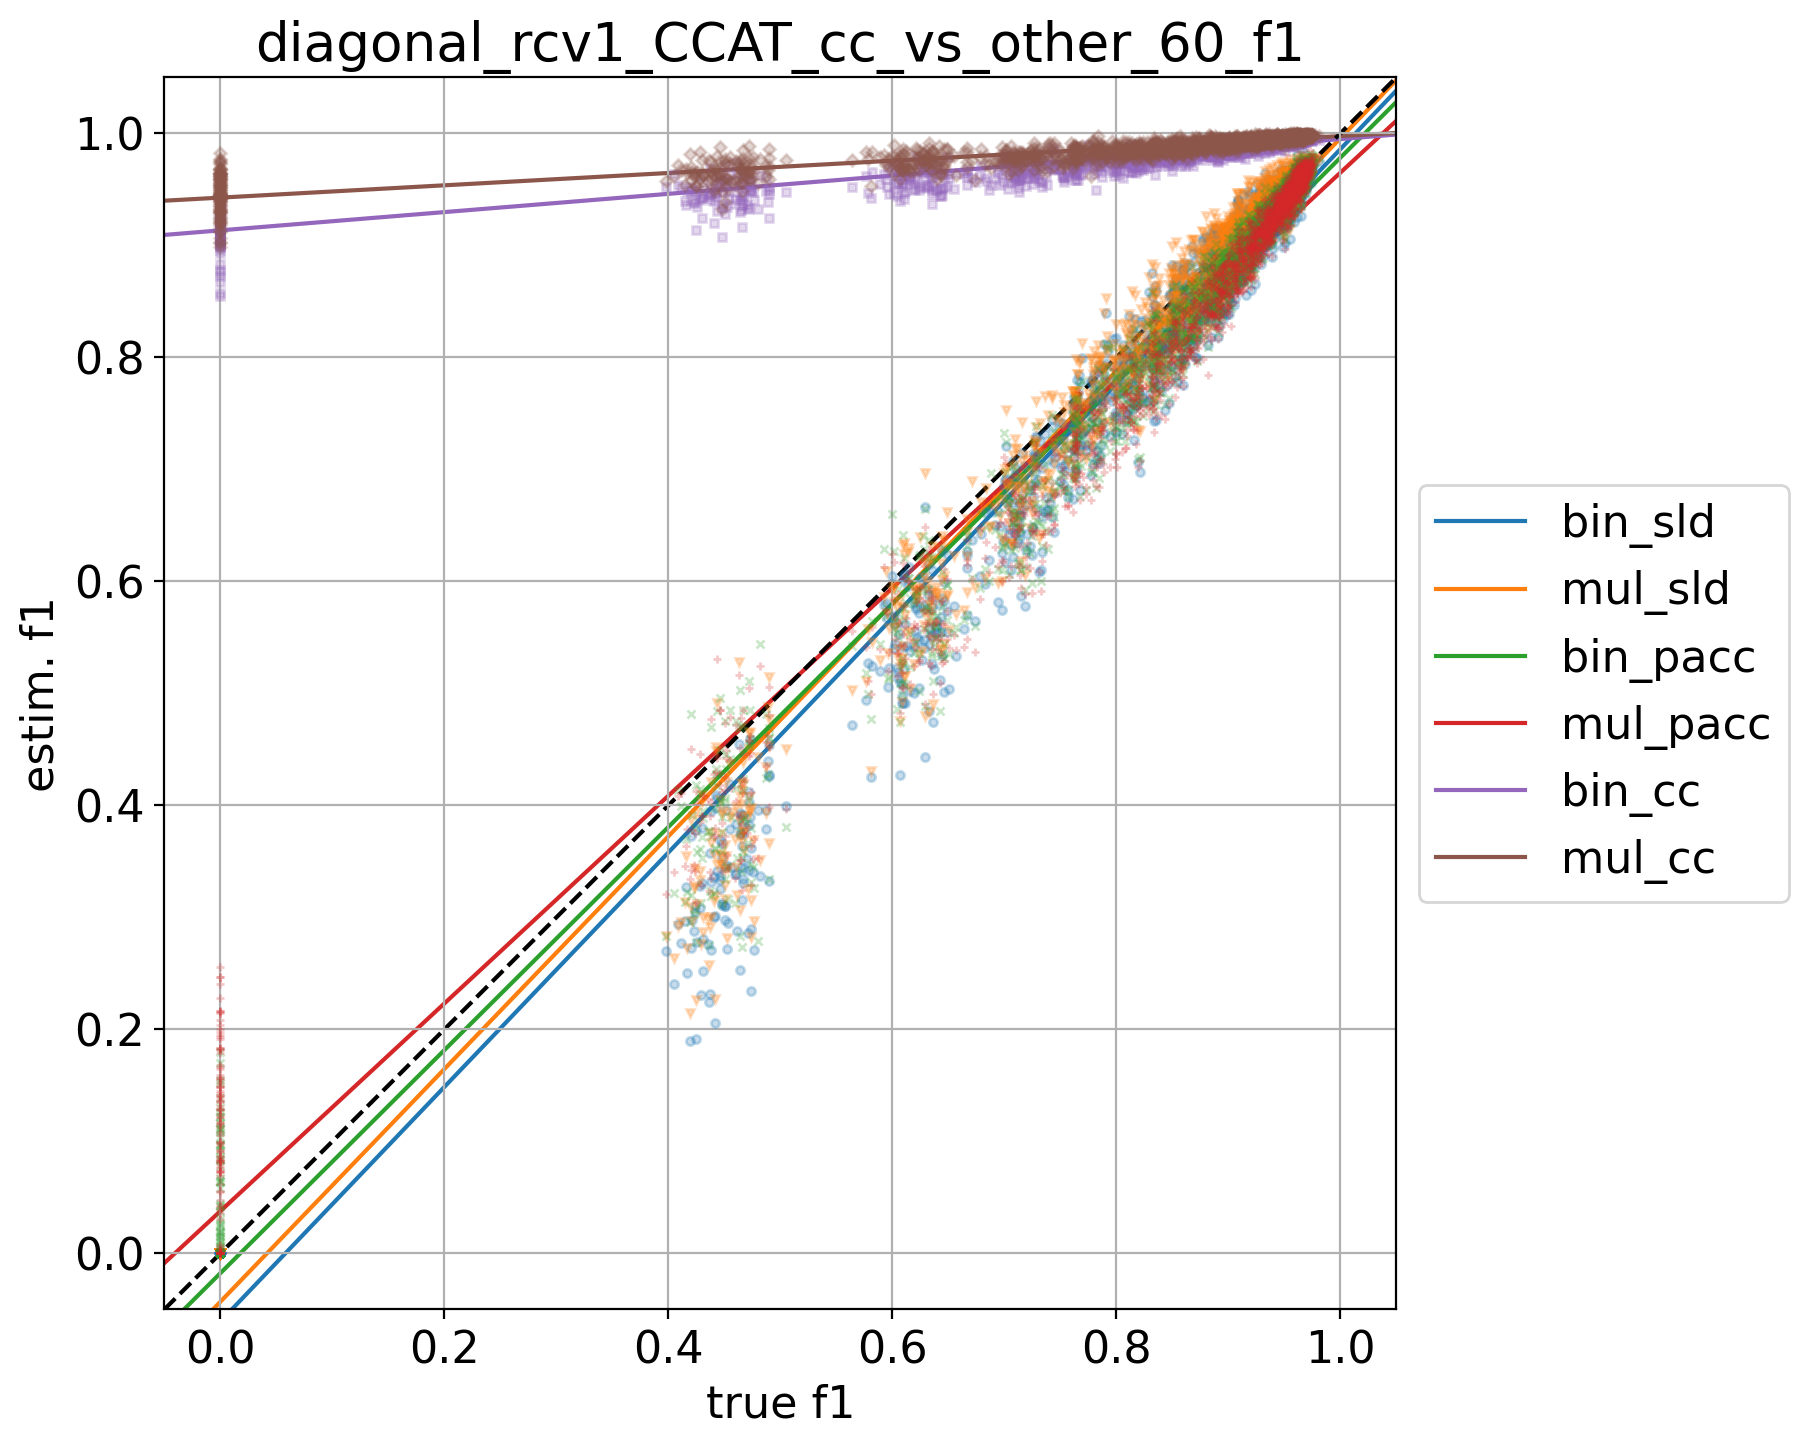 diagonal_rcv1_CCAT_cc_vs_other_60_f1
1.0
0.8
0.6
0.4
0.2
0.0
estim. f1
0.0 0.2 0.4 0.6 0.8 1.0
true f1
bin_sld
mul_sld
bin_pacc
mul_pacc
bin_cc
mul_cc